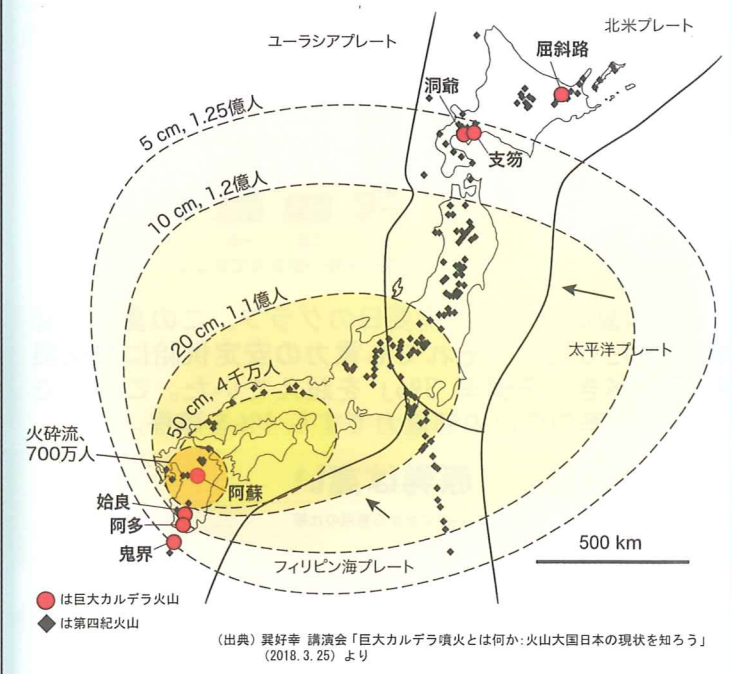 ユーラシアプレート
北米プレート
屈斜路
洞爺
支笏
5 cm, 1.25億人
10 cm, 1.2億人
20 cm, 1.1億人
50 cm, 4千万人
太平洋プレート
火砕流、
700万人
阿蘇
姶良
阿多
鬼界
フィリピン海プレート
500 km
は巨大カルデラ火山
は第四紀火山
（出典）巽好幸 講演会「巨大カルデラ噴火とは何か:火山大国日本の現状を知ろう」
（2018.3.25）より